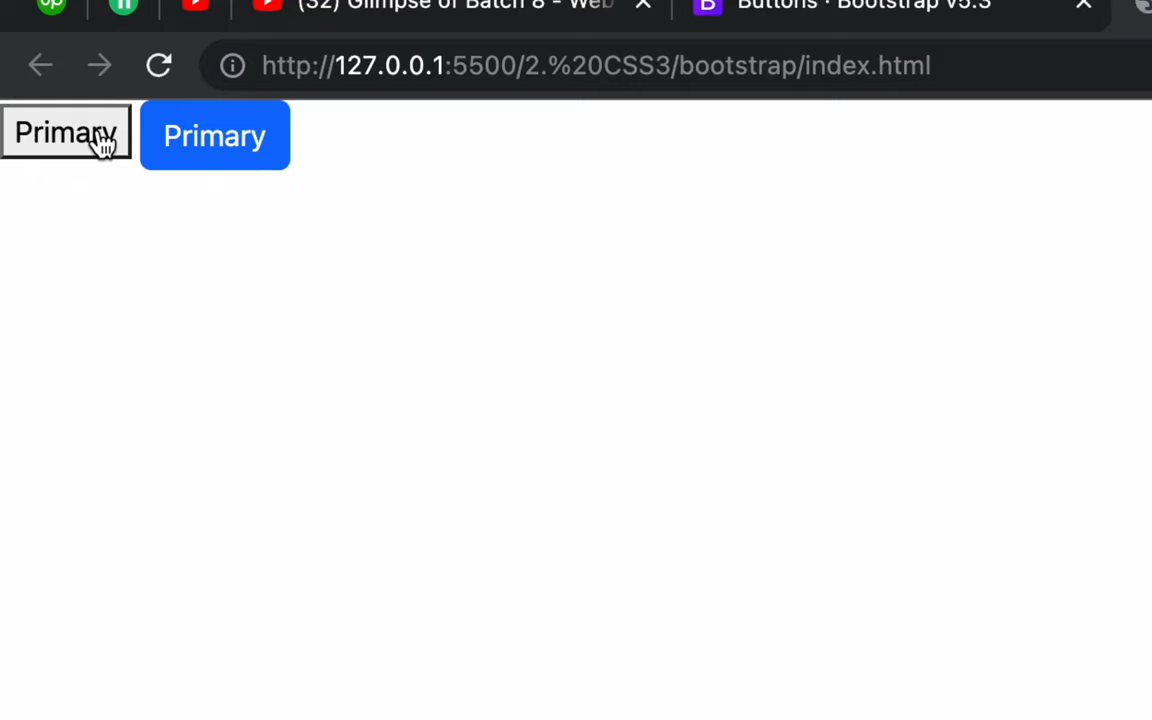 up n (32) Glimpse of Batch 8 - Web B Buttons · Bootstrap v5.3
http://127.0.0.1:5500/2.%20CSS3/bootstrap/index.html
Primary Primary